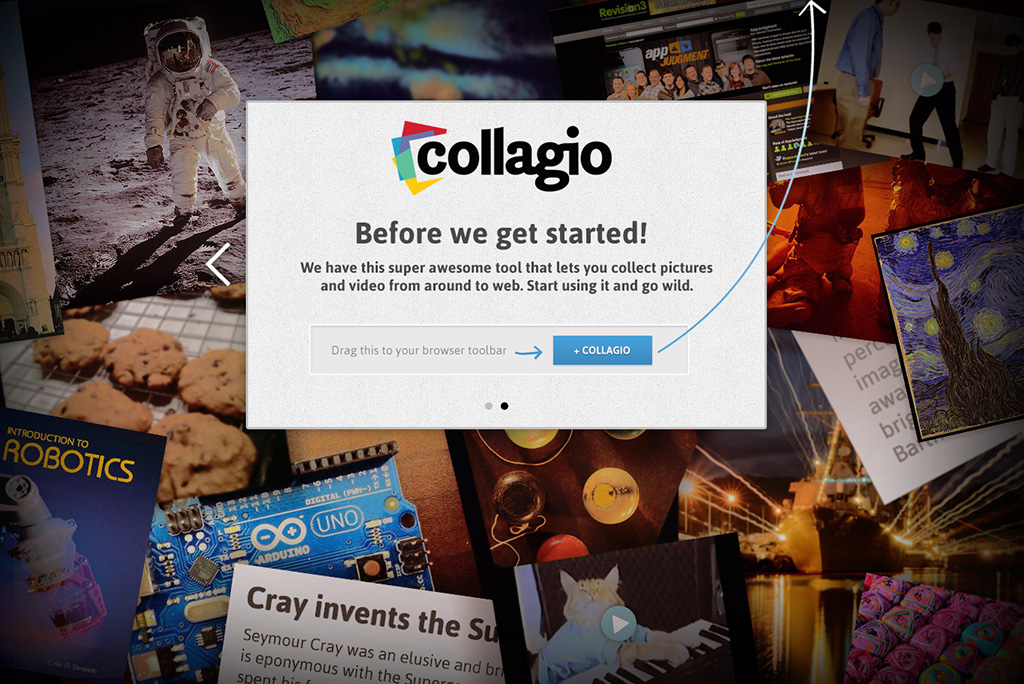 Revision3
app
JUDGMENT
collagio
Before we get started!
We have this super awesome tool that lets you collect pictures
and video from around to web. Start using it and go wild.
Drag this to your browser toolbar
+ COLLAGIO
INTRODUCTION TO
ROBOTICS
DIGITAL (PWM~)
UNO
ARDUINO
Cray invents the Su
Seymour Cray was an elusive and bri
is eponymous with the Superc
spent his f
perc
imag
awa
brig
Bart